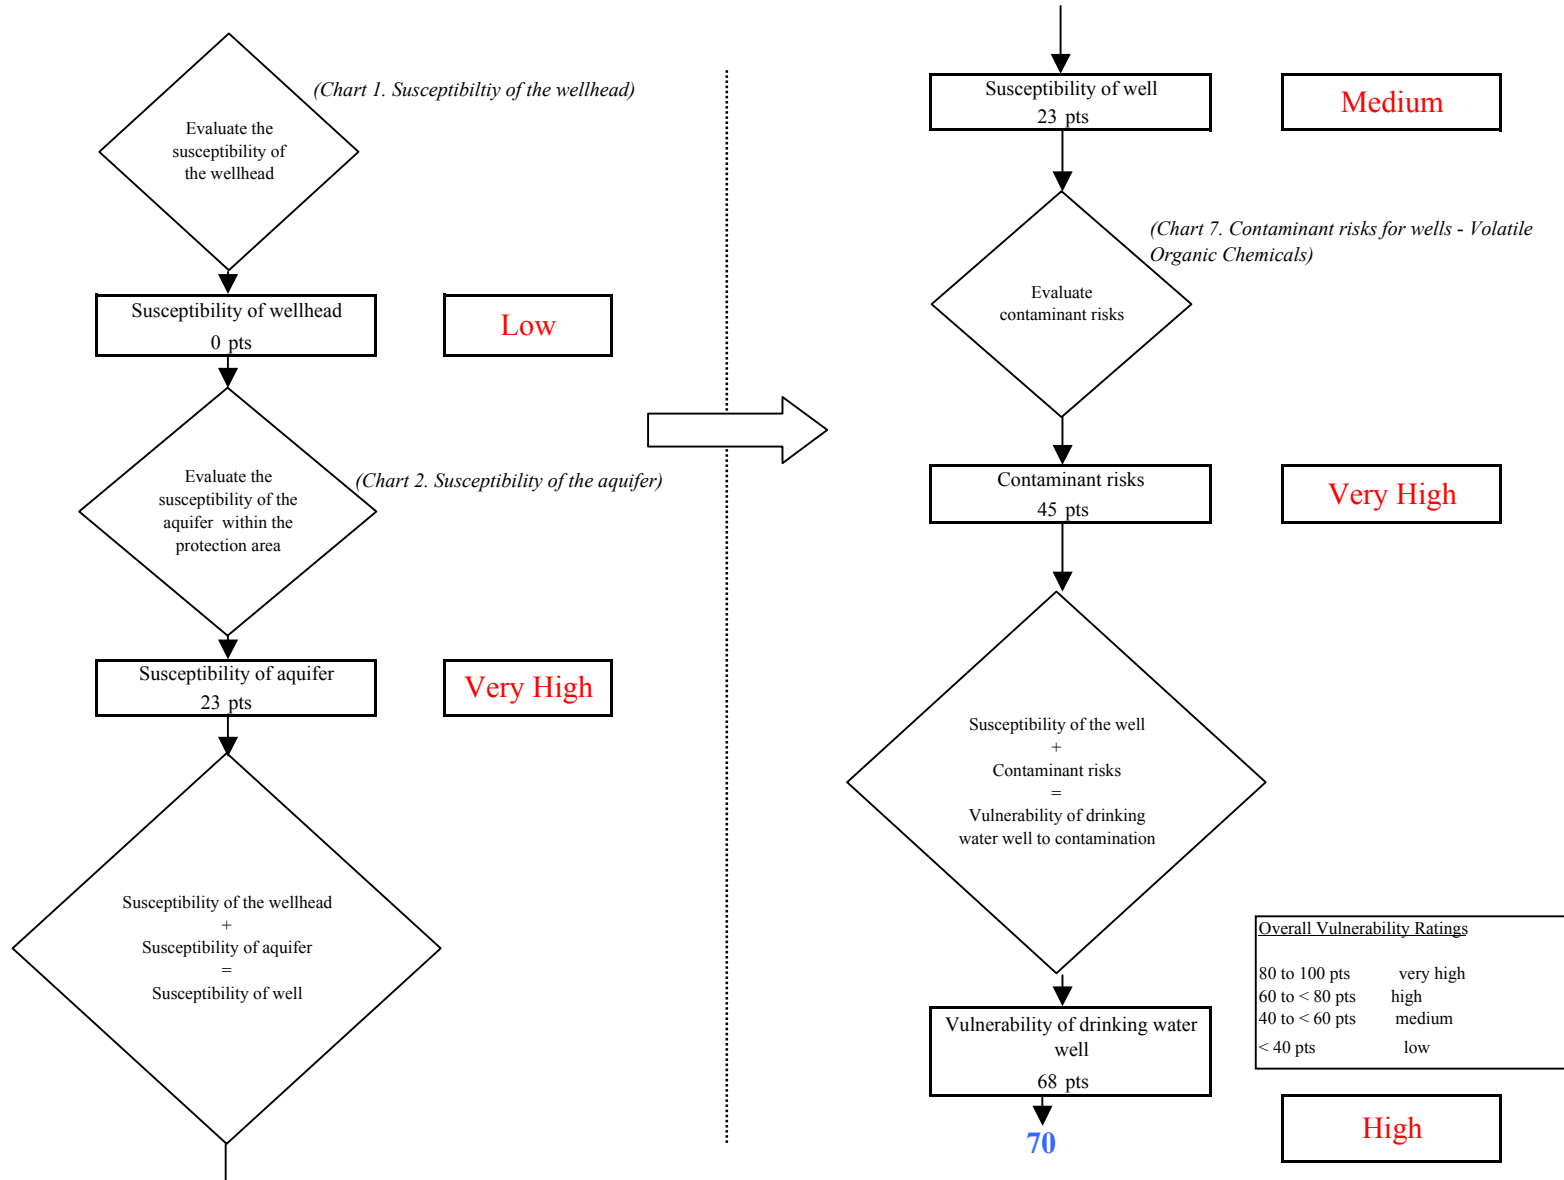 (Chart 1. Susceptibiltiy of the wellhead)
Evaluate the
susceptibility of
the wellhead
Susceptibility of wellhead
0 pts
Low
Evaluate the
susceptibility of the
aquifer within the
protection area
(Chart 2. Susceptibility of the aquifer)
Susceptibility of aquifer
23 pts
Very High
Susceptibility of the wellhead
+
Susceptibility of aquifer
=
Susceptibility of well
Susceptibility of well
23 pts
Medium
(Chart 7. Contaminant risks for wells - Volatile
Organic Chemicals)
Evaluate
contaminant risks
Contaminant risks
45 pts
Very High
Susceptibility of the well
+
Contaminant risks
=
Vulnerability of drinking
water well to contamination
Overall Vulnerability Ratings
80 to 100 pts very high
60 to < 80 pts high
40 to < 60 pts medium
< 40 pts low
Vulnerability of drinking water
well
68 pts
70
High